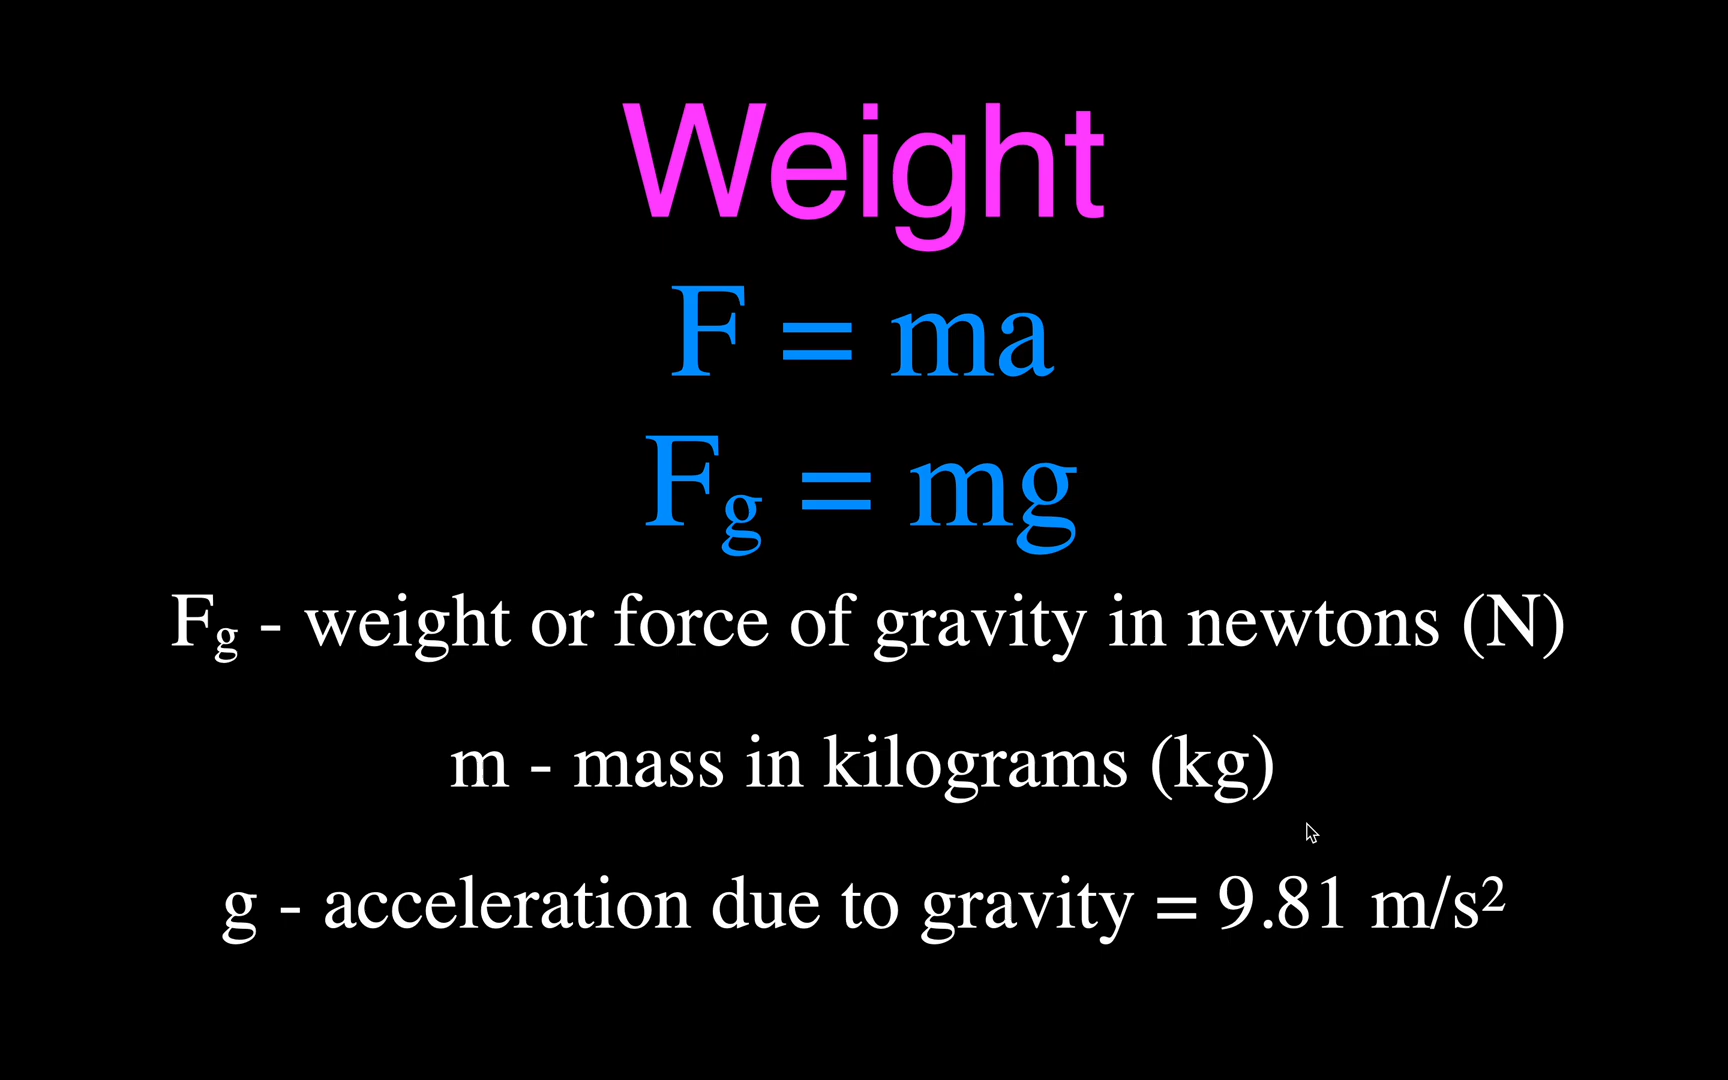 Weight
F = ma
Fg = mg
Fg - weight or force of gravity in newtons (N)
m - mass in kilograms (kg)
g - acceleration due to gravity = 9.81 m/s²